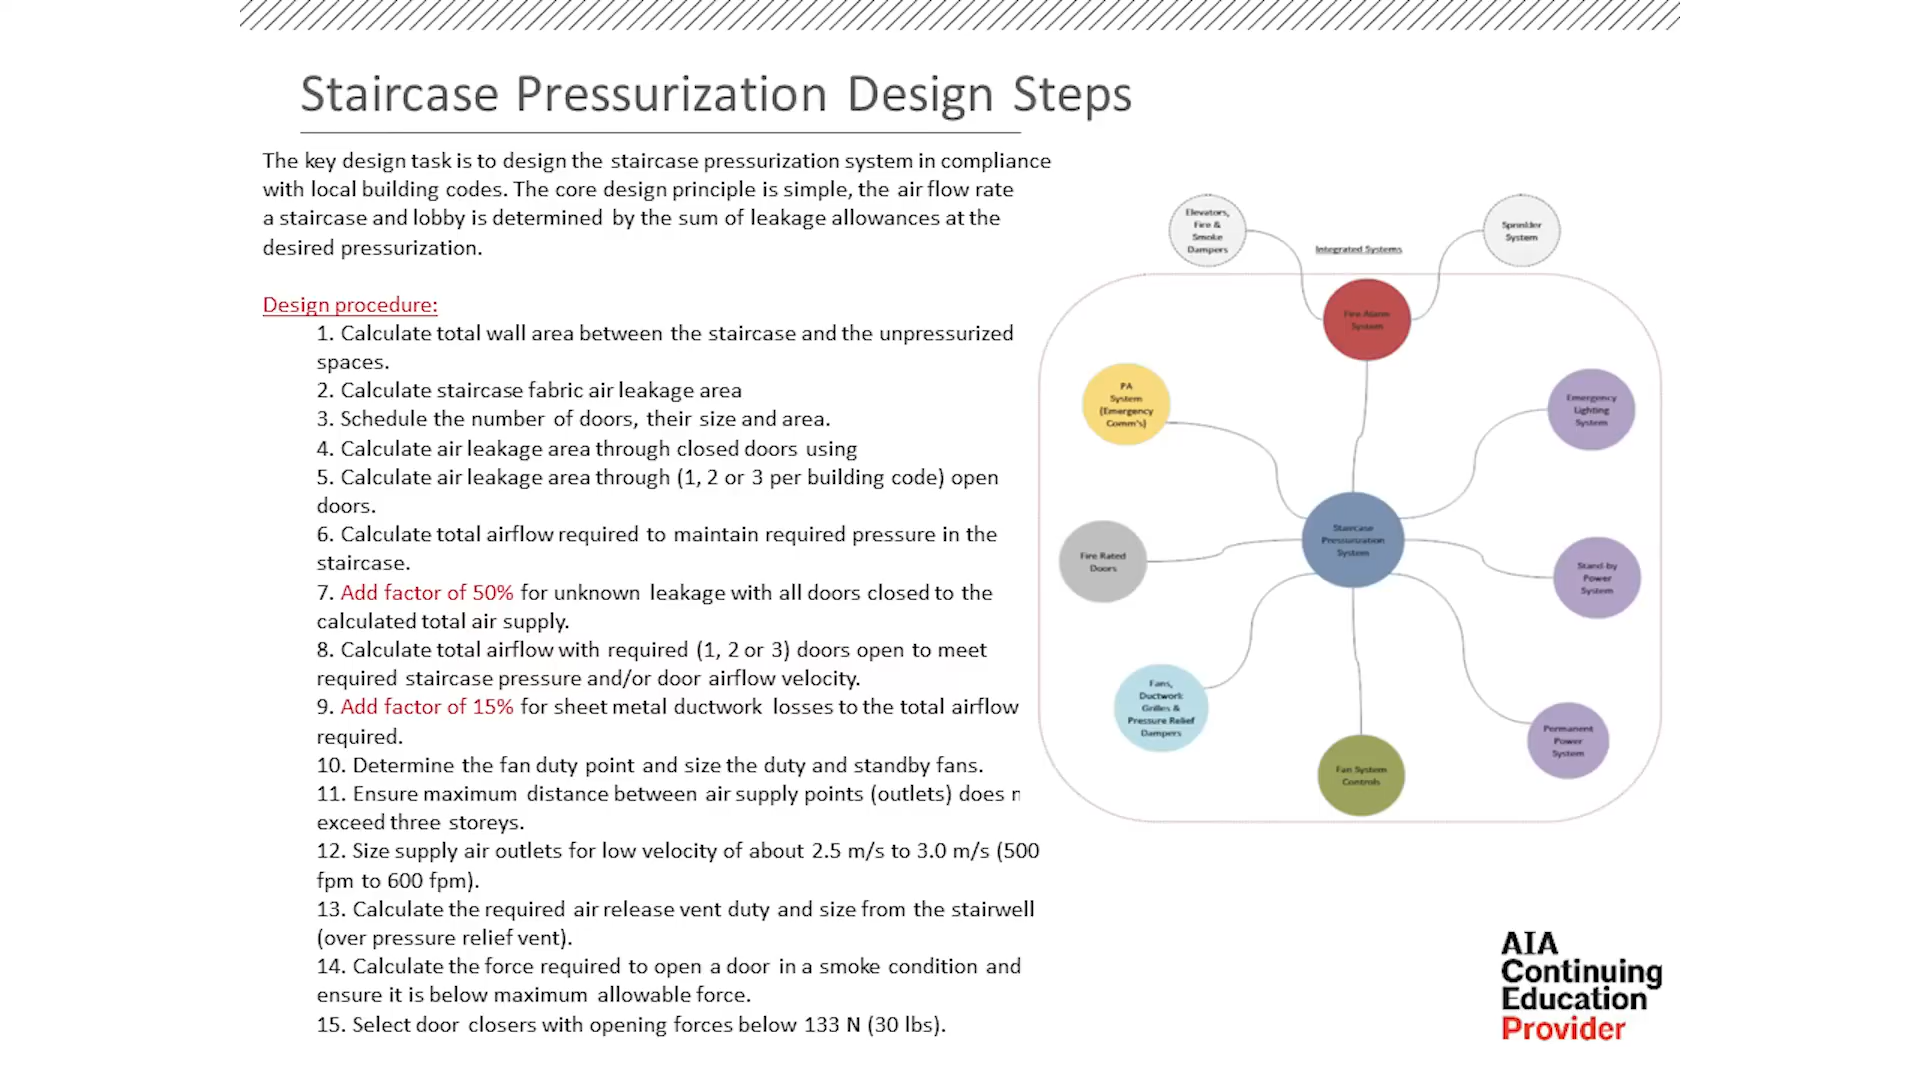 Staircase Pressurization Design Steps
The key design task is to design the staircase pressurization system in compliance
with local building codes. The core design principle is simple, the air flow rate
a staircase and lobby is determined by the sum of leakage allowances at the
desired pressurization.
Design procedure:
1. Calculate total wall area between the staircase and the unpressurized
spaces.
2. Calculate staircase fabric air leakage area
3. Schedule the number of doors, their size and area.
4. Calculate air leakage area through closed doors using
5. Calculate air leakage area through (1, 2 or 3 per building code) open
doors.
6. Calculate total airflow required to maintain required pressure in the
staircase.
7. Add factor of 50% for unknown leakage with all doors closed to the
calculated total air supply.
8. Calculate total airflow with required (1, 2 or 3) doors open to meet
required staircase pressure and/or door airflow velocity.
9. Add factor of 15% for sheet metal ductwork losses to the total airflow
required.
10. Determine the fan duty point and size the duty and standby fans.
11. Ensure maximum distance between air supply points (outlets) does n
exceed three storeys.
12. Size supply air outlets for low velocity of about 2.5 m/s to 3.0 m/s (500
fpm to 600 fpm).
13. Calculate the required air release vent duty and size from the stairwell
(over pressure relief vent).
14. Calculate the force required to open a door in a smoke condition and
ensure it is below maximum allowable force.
15. Select door closers with opening forces below 133 N (30 lbs).
Elevators,
Fire &
Smoke
Dampers
Integrated Systems
Sprinkler
System
Fire Alarm
System
PA
System
(Emergency
Comm's)
Emergency
Lighting
System
Staircase
Pressurization
System
Fire Rated
Doors
Stand-by
Power
System
Fans,
Ductwork
Grilles &
Pressure Relief
Dampers
Permanent
Power
System
Fan System
Controls
AIA
Continuing
Education
Provider